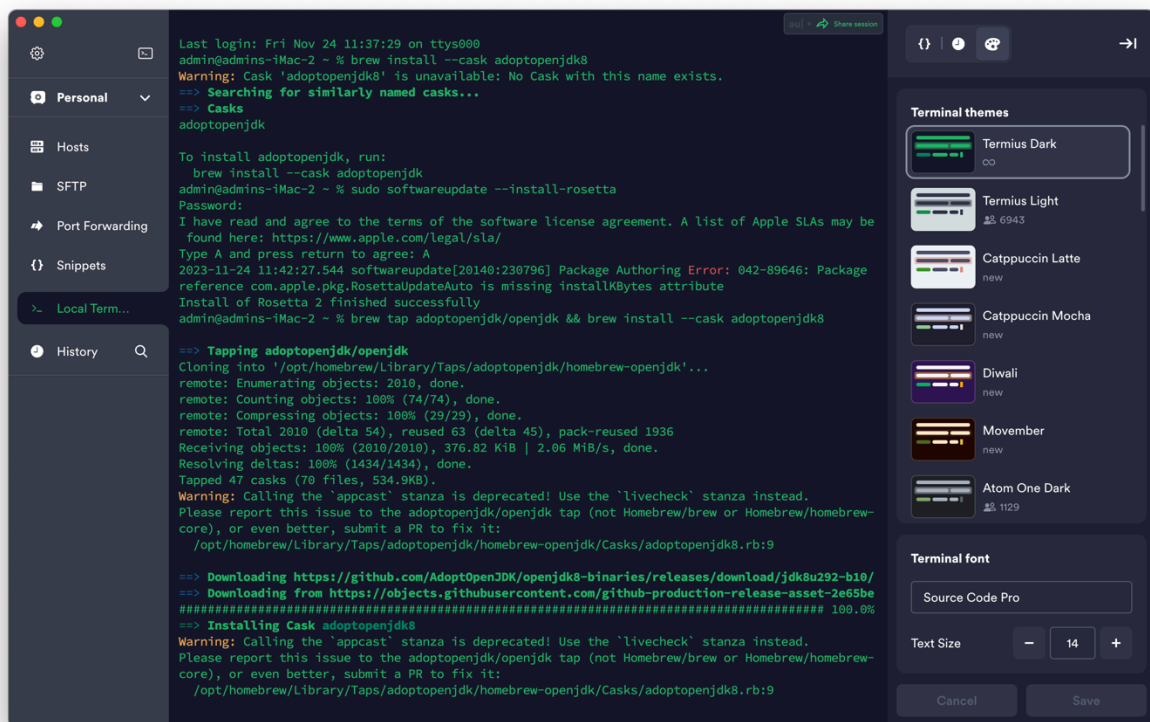 Share session
Personal
Hosts
SFTP
Port Forwarding
Snippets
Local Term...
History
Last login: Fri Nov 24 11:37:29 on ttys000
admin@admins-iMac-2 ~ % brew install --cask adoptopenjdk8
Warning: Cask 'adoptopenjdk8' is unavailable: No Cask with this name exists.
==> Searching for similarly named casks...
==> Casks
adoptopenjdk
To install adoptopenjdk, run:
brew install --cask adoptopenjdk
admin@admins-iMac-2 ~ % sudo softwareupdate --install-rosetta
Password:
I have read and agree to the terms of the software license agreement. A list of Apple SLAs may be
found here: https://www.apple.com/legal/sla/
Type A and press return to agree: A
2023-11-24 11:42:27.544 softwareupdate[20140:230796] Package Authoring Error: 042-89646: Package
reference com.apple.pkg.RosettaUpdateAuto is missing installKBytes attribute
Install of Rosetta 2 finished successfully
admin@admins-iMac-2 ~ % brew tap adoptopenjdk/openjdk && brew install --cask adoptopenjdk8
==> Tapping adoptopenjdk/openjdk
Cloning into '/opt/homebrew/Library/Taps/adoptopenjdk/homebrew-openjdk'...
remote: Enumerating objects: 2010, done.
remote: Counting objects: 100% (74/74), done.
remote: Compressing objects: 100% (29/29), done.
remote: Total 2010 (delta 54), reused 63 (delta 45), pack-reused 1936
Receiving objects: 100% (2010/2010), 376.82 KiB | 2.06 MiB/s, done.
Resolving deltas: 100% (1434/1434), done.
Tapped 47 casks (70 files, 534.9KB).
Warning: Calling the `appcast` stanza is deprecated! Use the `livecheck` stanza instead.
Please report this issue to the adoptopenjdk/openjdk tap (not Homebrew/brew or Homebrew/homebrew-
core), or even better, submit a PR to fix it:
/opt/homebrew/Library/Taps/adoptopenjdk/homebrew-openjdk/Casks/adoptopenjdk8.rb:9
==> Downloading https://github.com/AdoptOpenJDK/openjdk8-binaries/releases/download/jdk8u292-b10/
==> Downloading from https://objects.githubusercontent.com/github-production-release-asset-2e65be
######################################################################################### 100.0%
==> Installing Cask adoptopenjdk8
Warning: Calling the `appcast` stanza is deprecated! Use the `livecheck` stanza instead.
Please report this issue to the adoptopenjdk/openjdk tap (not Homebrew/brew or Homebrew/homebrew-
core), or even better, submit a PR to fix it:
/opt/homebrew/Library/Taps/adoptopenjdk/homebrew-openjdk/Casks/adoptopenjdk8.rb:9
Terminal themes
Termius Dark
∞
Termius Light
6943
Catppuccin Latte
new
Catppuccin Mocha
new
Diwali
new
Movember
new
Atom One Dark
1129
Terminal font
Source Code Pro
Text Size
− 14 +
Cancel
Save